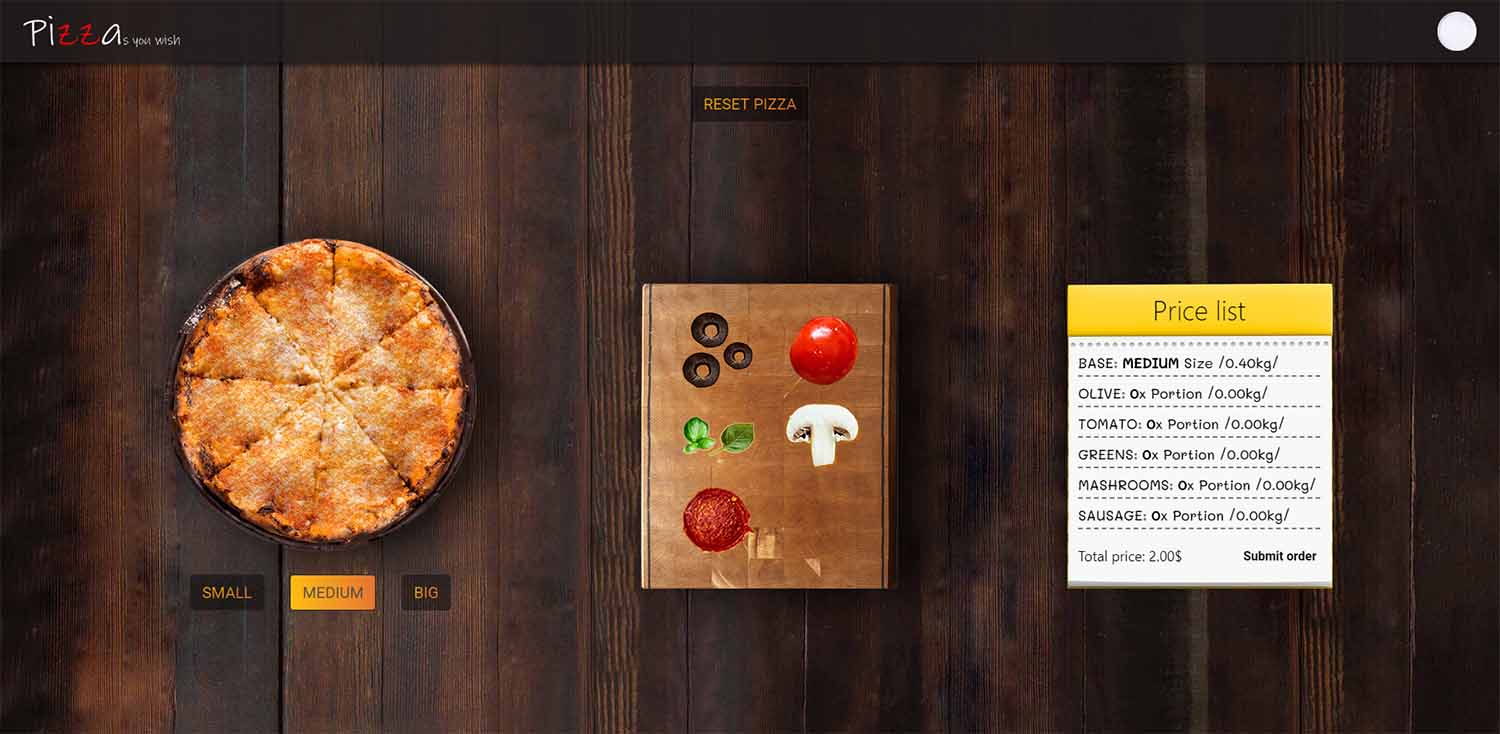 Pizzas you wish
RESET PIZZA
SMALL
MEDIUM
BIG
Price list
BASE: MEDIUM Size /0.40kg/
OLIVE: 0x Portion /0.00kg/
TOMATO: 0x Portion /0.00kg/
GREENS: 0x Portion /0.00kg/
MASHROOMS: 0x Portion /0.00kg/
SAUSAGE: 0x Portion /0.00kg/
Total price: 2.00$ Submit order